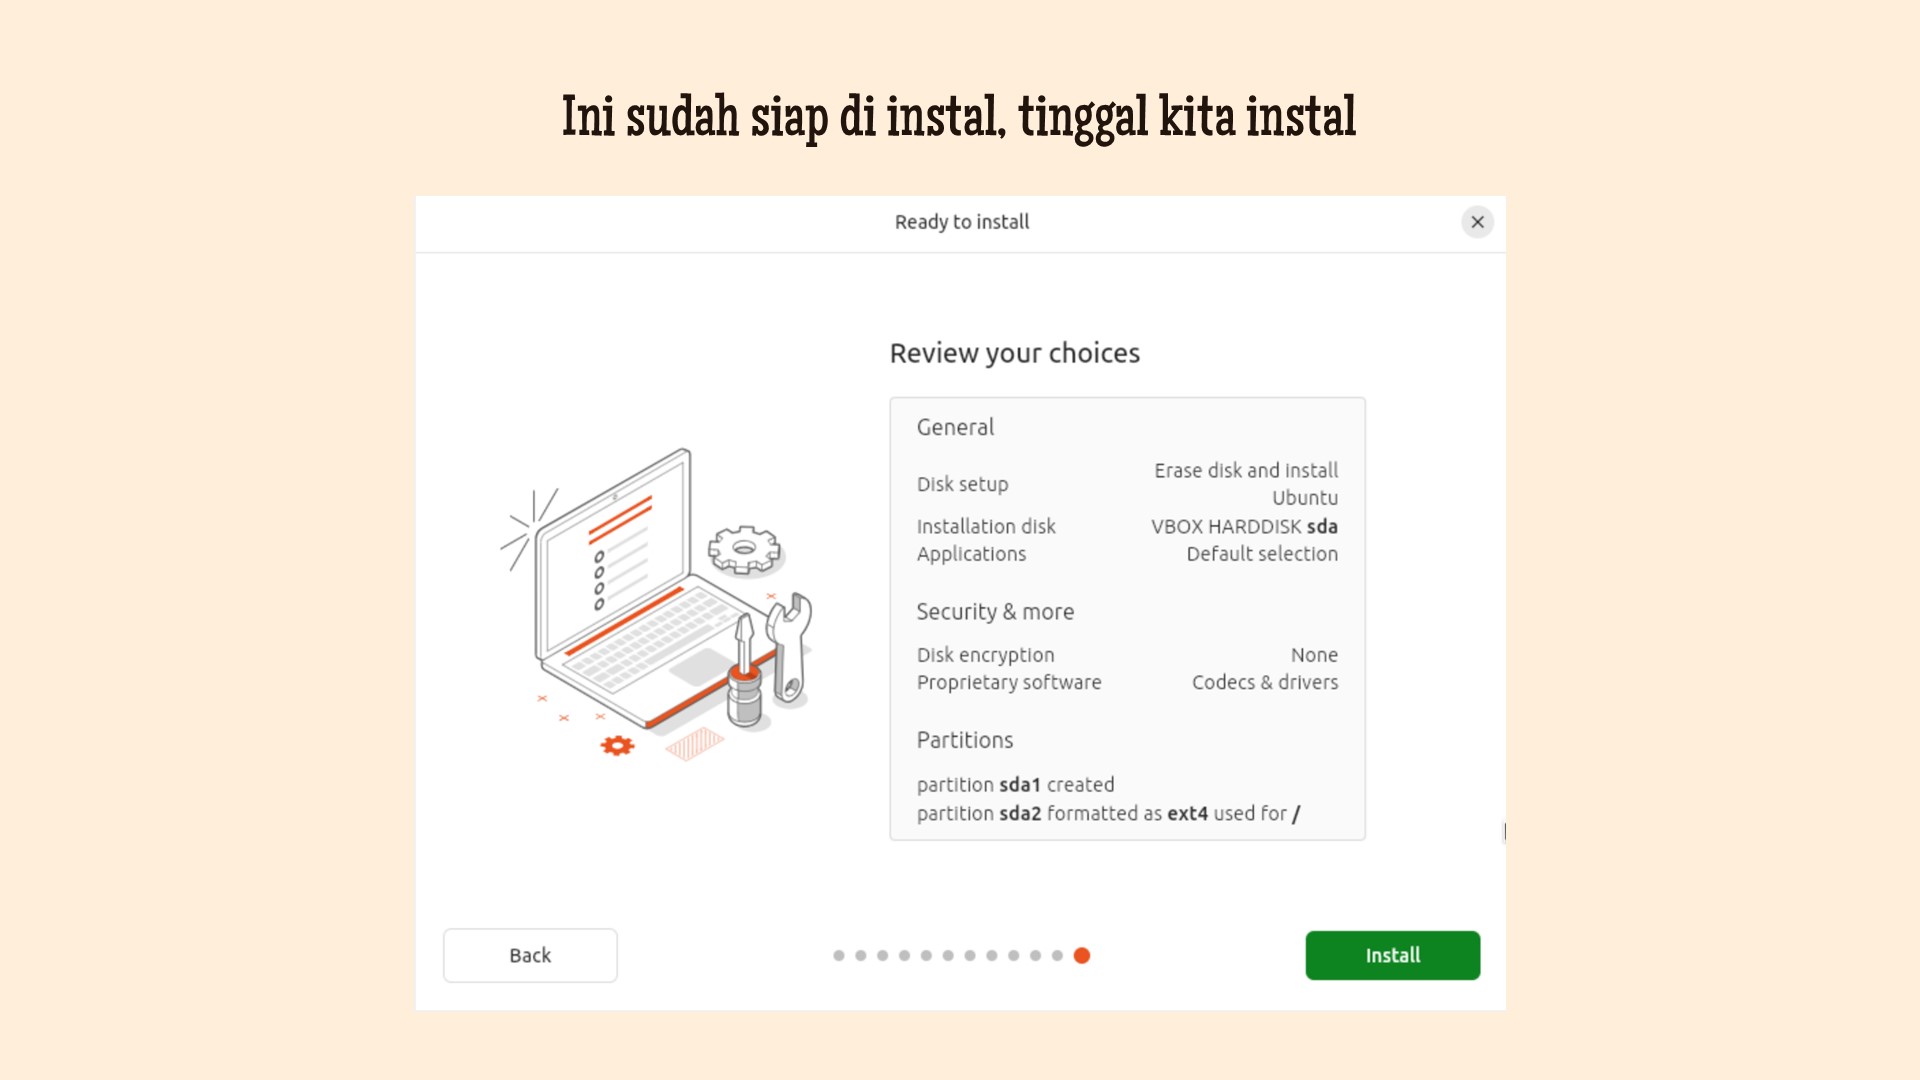 Ini sudah siap di instal, tinggal kita instal
Ready to install
Review your choices
General
Disk setup
Erase disk and install
Ubuntu
Installation disk
VBOX HARDDISK sda
Applications
Default selection
Security & more
Disk encryption
None
Proprietary software
Codecs & drivers
Partitions
partition sda1 created
partition sda2 formatted as ext4 used for /
Back
Install